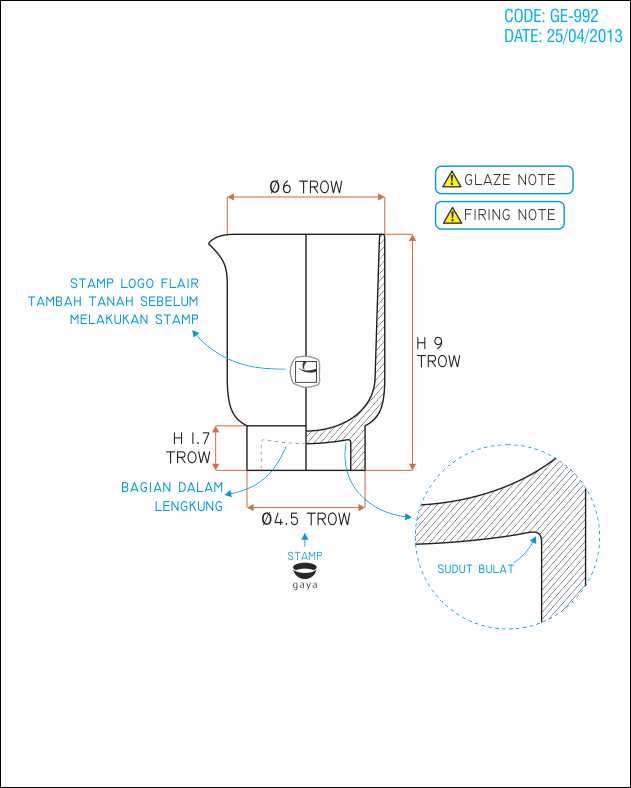 CODE: GE-992
DATE: 25/04/2013
Ø6 TROW
GLAZE NOTE
FIRING NOTE
STAMP LOGO FLAIR
TAMBAH TANAH SEBELUM
MELAKUKAN STAMP
H 9
TROW
H 1.7
TROW
BAGIAN DALAM
LENGKUNG
Ø4.5 TROW
STAMP
gaya
SUDUT BULAT